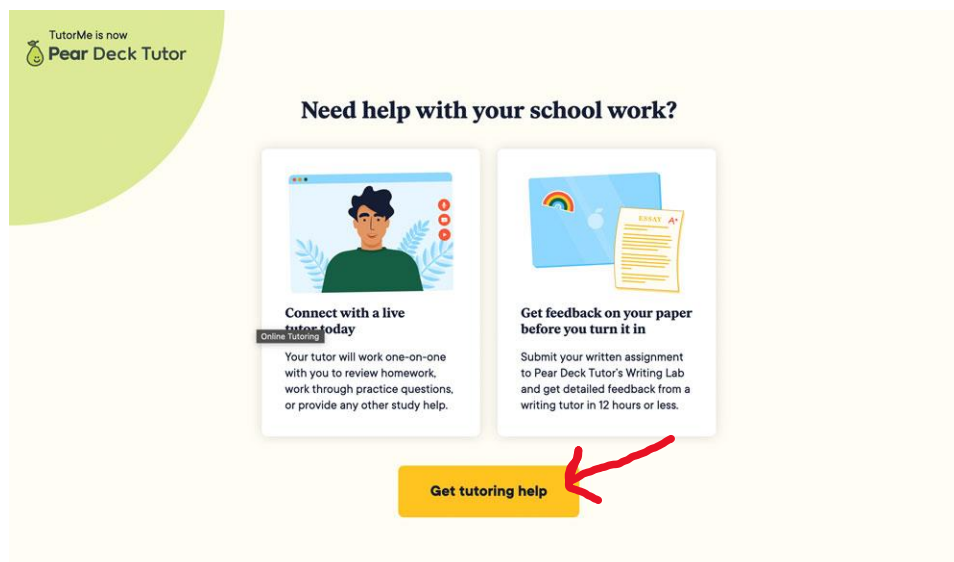 TutorMe is now
Pear Deck Tutor
Need help with your school work?
ESSAY A+
Connect with a live
tutor today
Online Tutoring
Your tutor will work one-on-one
with you to review homework,
work through practice questions,
or provide any other study help.
Get feedback on your paper
before you turn it in
Submit your written assignment
to Pear Deck Tutor's Writing Lab
and get detailed feedback from a
writing tutor in 12 hours or less.
Get tutoring help